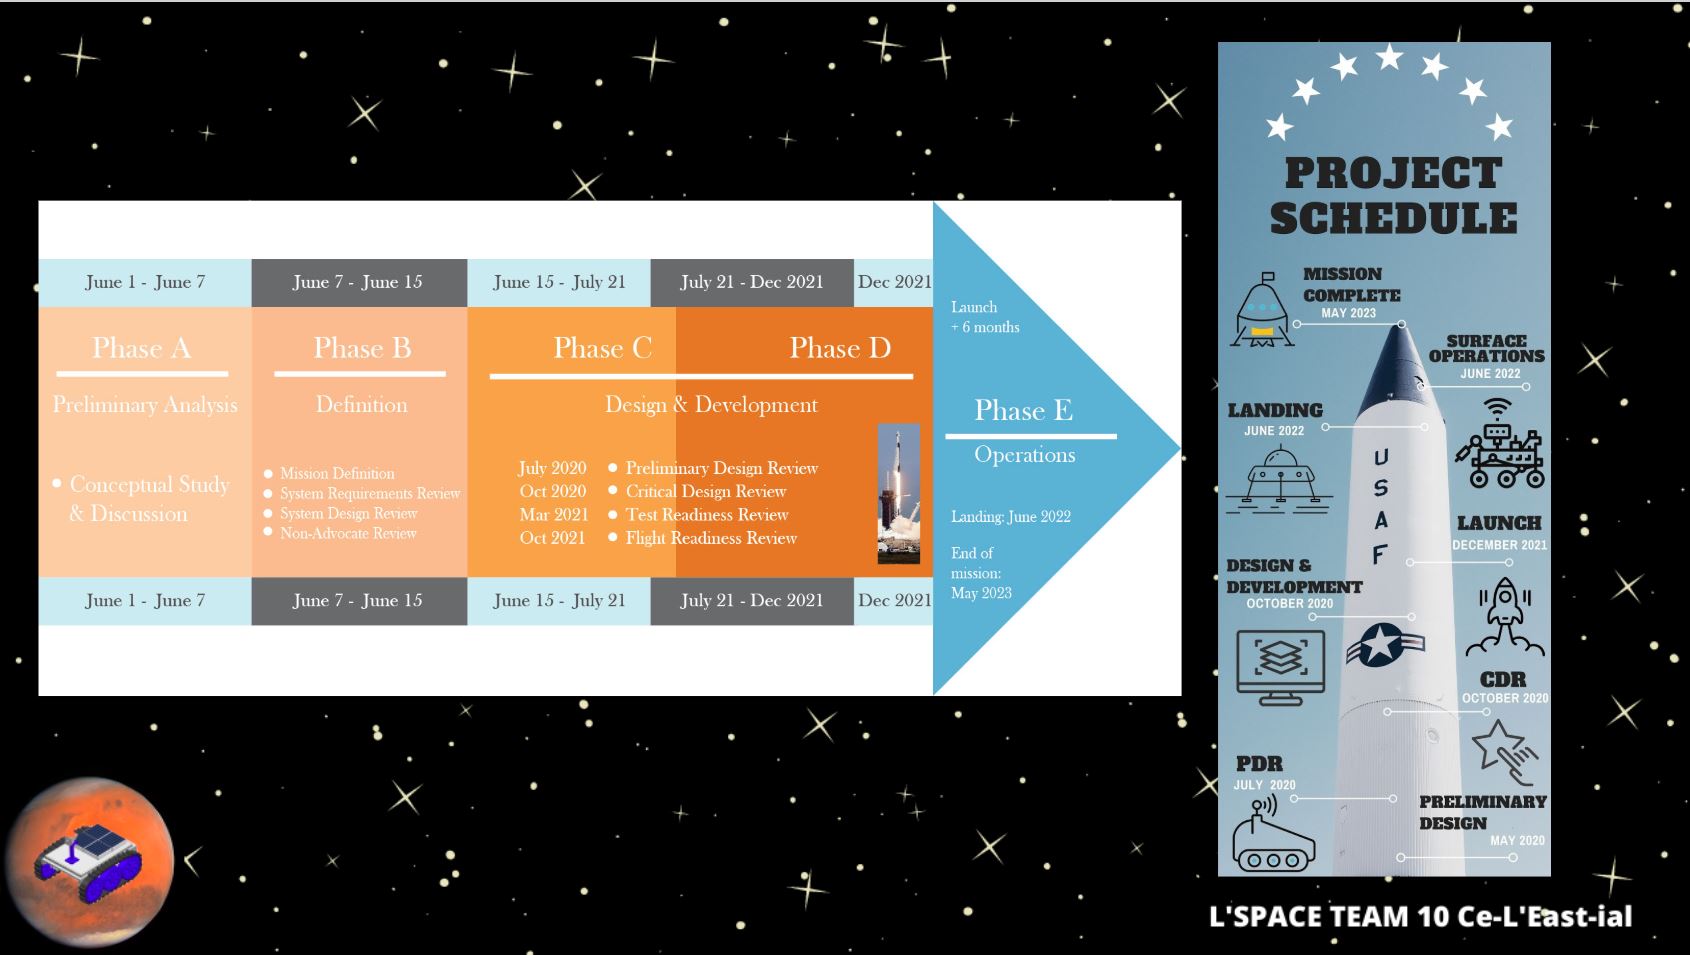 June 1 - June 7
June 7 - June 15
June 15 - July 21
July 21 - Dec 2021
Dec 2021
Phase A
Preliminary Analysis
• Conceptual Study
& Discussion
Phase B
Definition
• Mission Definition
• System Requirements Review
• System Design Review
• Non-Advocate Review
Phase C
Phase D
Design & Development
July 2020 • Preliminary Design Review
Oct 2020 • Critical Design Review
Mar 2021 • Test Readiness Review
Oct 2021 • Flight Readiness Review
June 1 - June 7
June 7 - June 15
June 15 - July 21
July 21 - Dec 2021
Dec 2021
Launch
+ 6 months
Phase E
Operations
Landing: June 2022
End of
mission:
May 2023
PROJECT
SCHEDULE
MISSION
COMPLETE
MAY 2023
SURFACE
OPERATIONS
JUNE 2022
LANDING
JUNE 2022
U
S
A
F
LAUNCH
DECEMBER 2021
DESIGN &
DEVELOPMENT
OCTOBER 2020
CDR
OCTOBER 2020
PDR
JULY 2020
PRELIMINARY
DESIGN
MAY 2020
L'SPACE TEAM 10 Ce-L'East-ial